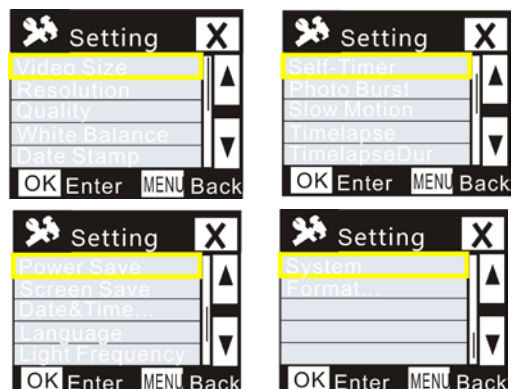 Setting X
Video Size
Resolution
Quality
White Balance
Date Stamp
OK Enter MENU Back
Setting X
Self-Timer
Photo Burst
Slow Motion
Timelapse
TimelapseDur
OK Enter MENU Back
Setting X
Power Save
Screen Save
Date&Time...
Language
Light Frequency
OK Enter MENU Back
Setting X
System
Format...
OK Enter MENU Back